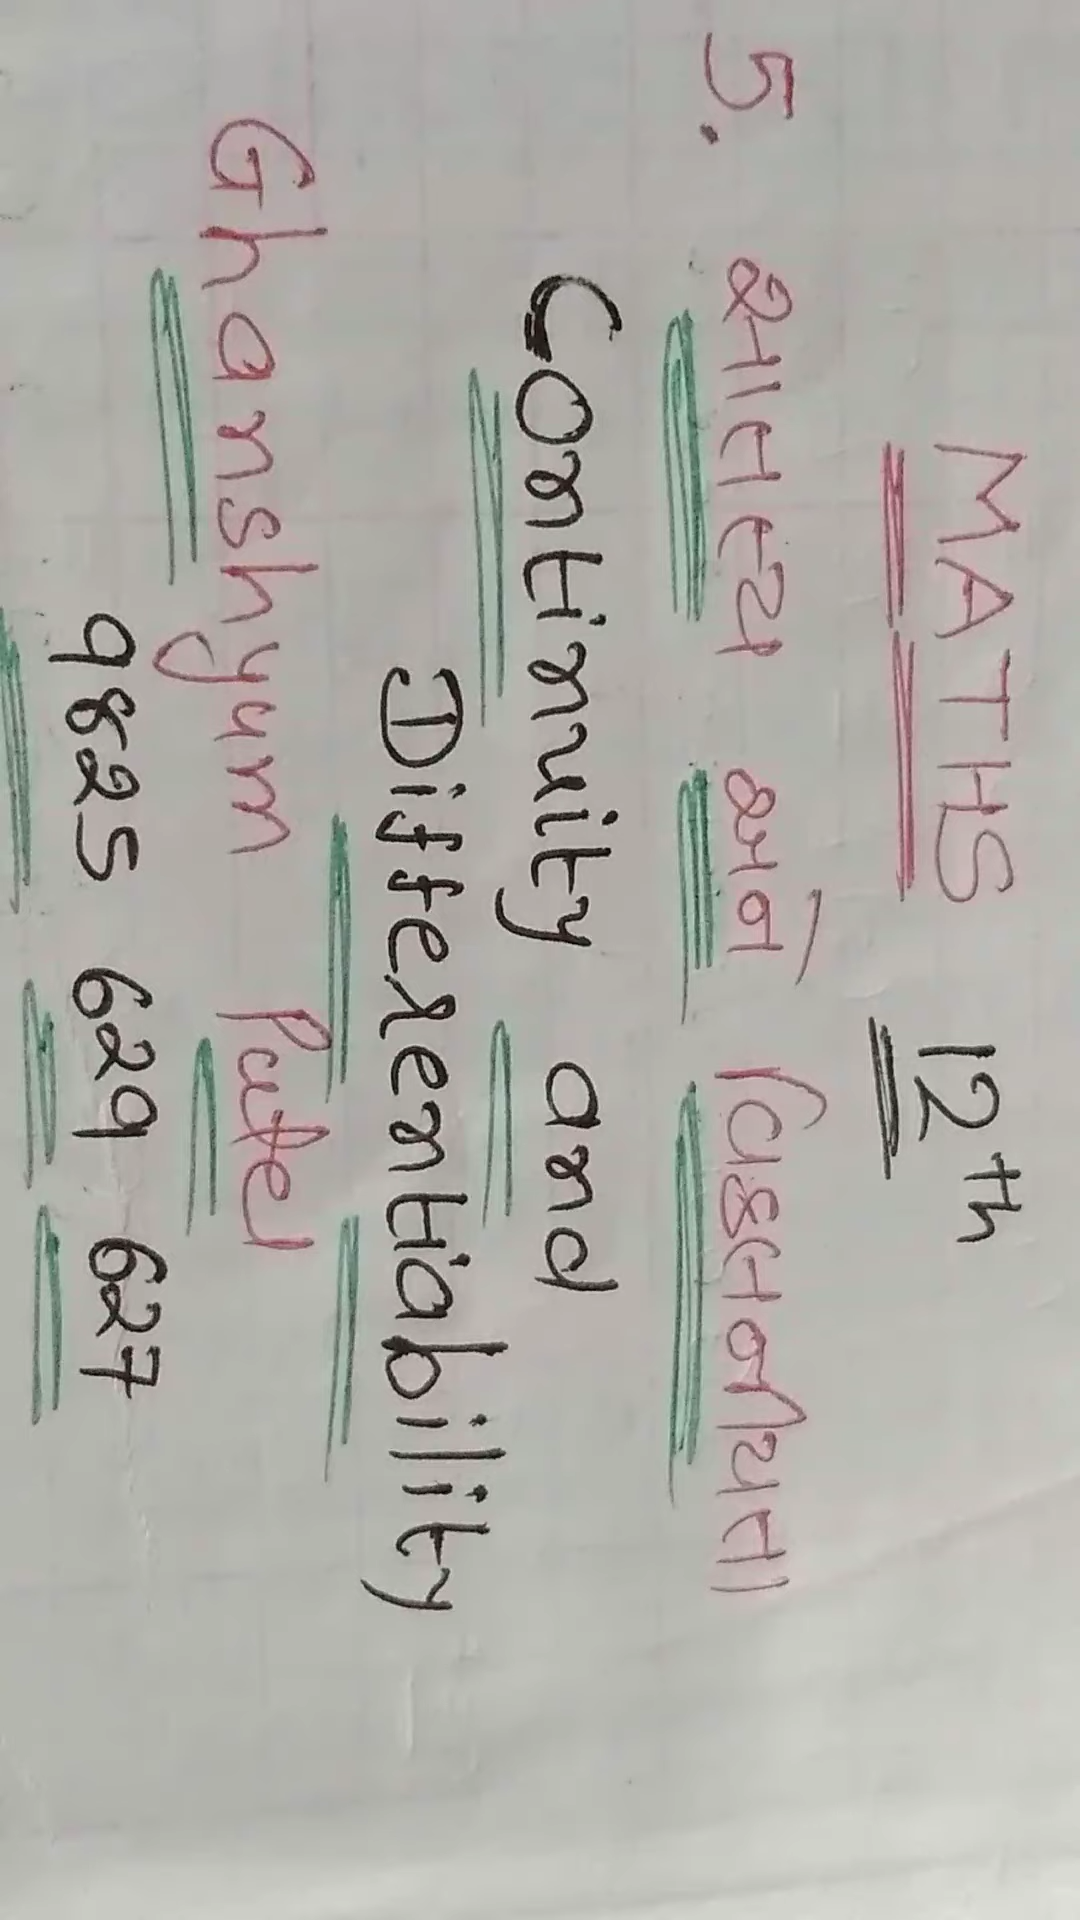 MATHS 12th
5. સાતત્ય અને વિકલનીયતા
Continuity and
Differentiability
Ghanshyam Patel
9825 629 627